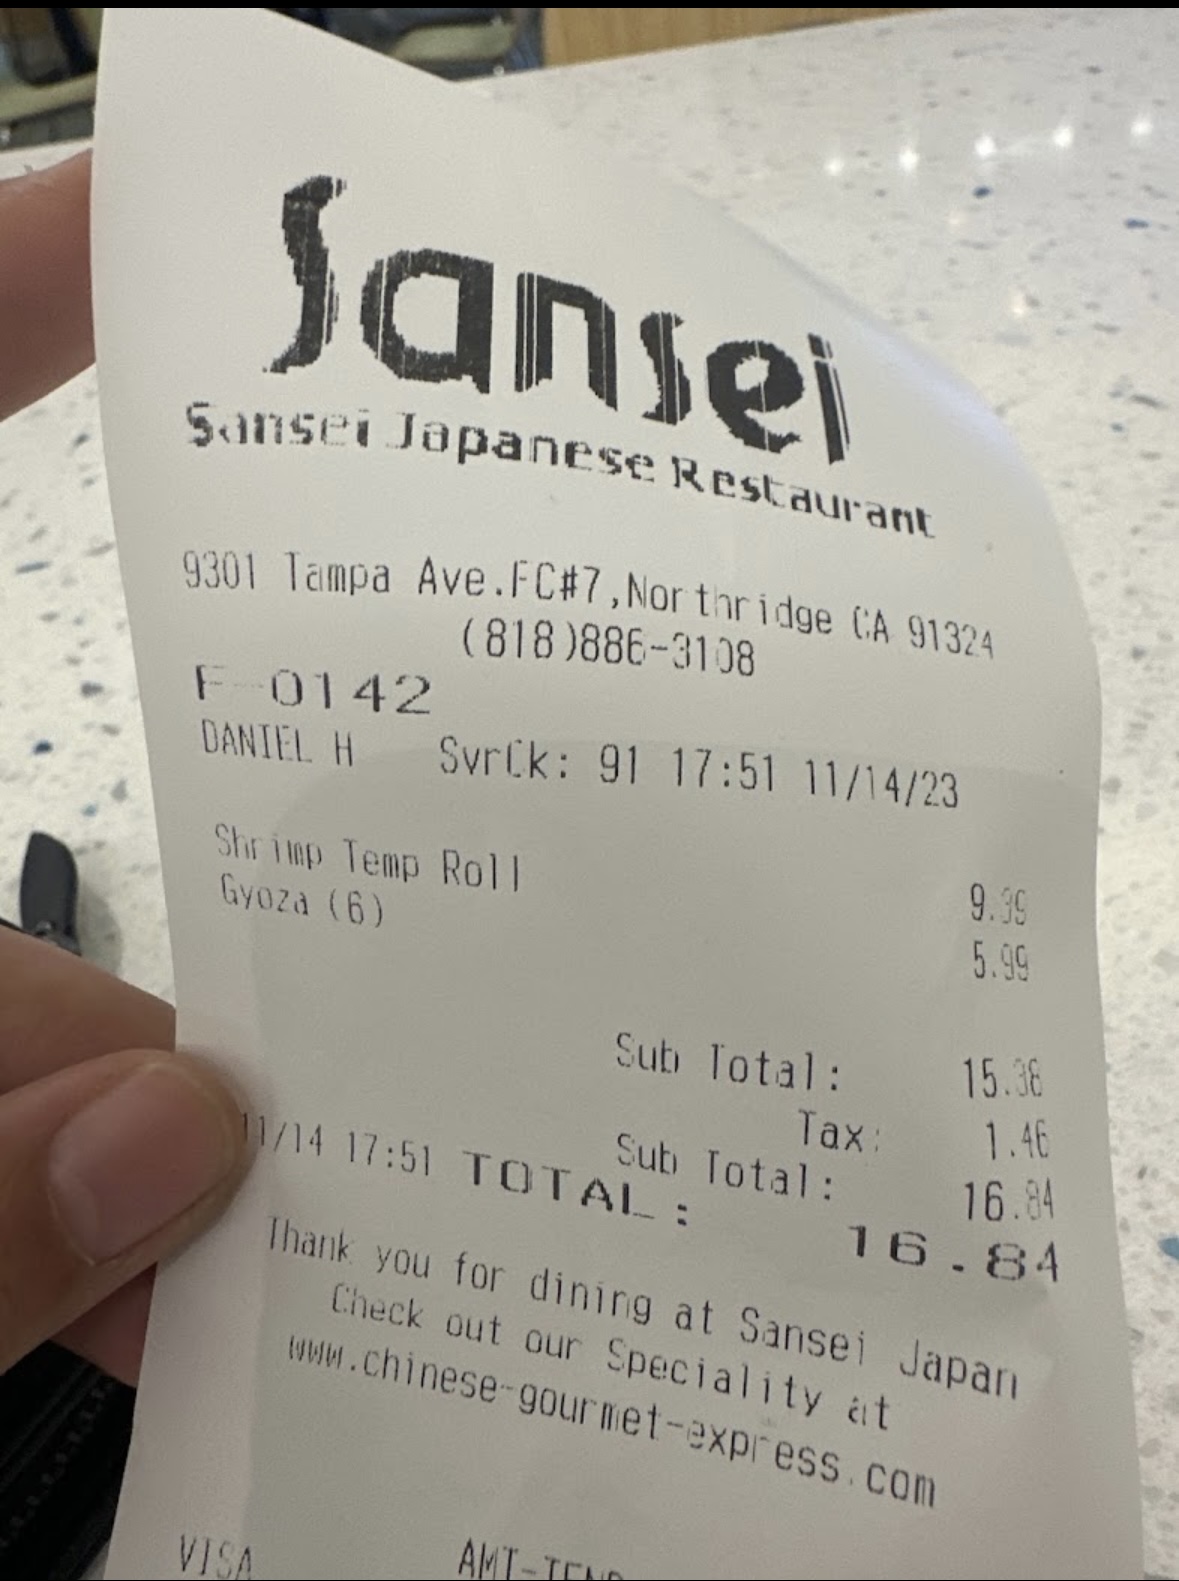 Sansei
Sansei Japanese Restaurant
9301 Tampa Ave.FC#7,Northridge CA 91324
(818)886-3108
F-0142
DANIEL H SvrCk: 91 17:51 11/14/23
Shrimp Temp Roll 9.39
Gyoza (6) 5.99
Sub Total: 15.38
Tax: 1.46
Sub Total: 16.84
11/14 17:51 TOTAL: 16.84
Thank you for dining at Sansei Japan
Check out our Speciality at
www.chinese-gourmet-express.com
VISA AMT-TEND